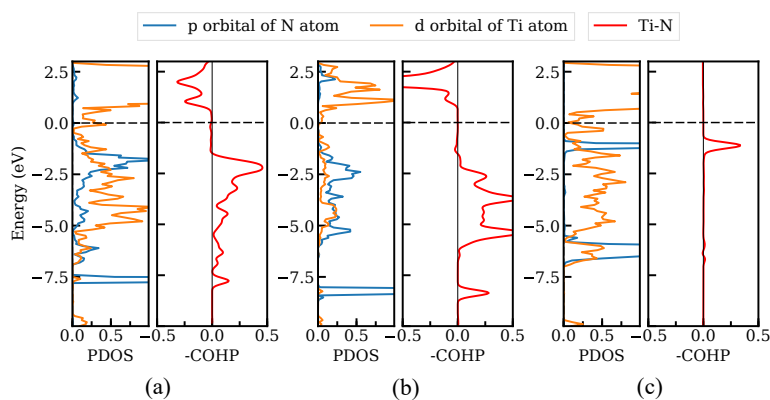 p orbital of N atom d orbital of Ti atom Ti-N
Energy (eV)
2.5 2.5 2.5
0.0 0.0 0.0
−2.5 −2.5 −2.5
−5.0 −5.0 −5.0
−7.5 −7.5 −7.5
0 0.5 −0.5 0.0 0.5 0 0.5 −0.5 0.0 0.5 0 0.5 −0.5 0.0 0.5
PDOS -COHP PDOS -COHP PDOS -COHP
(a) (b) (c)